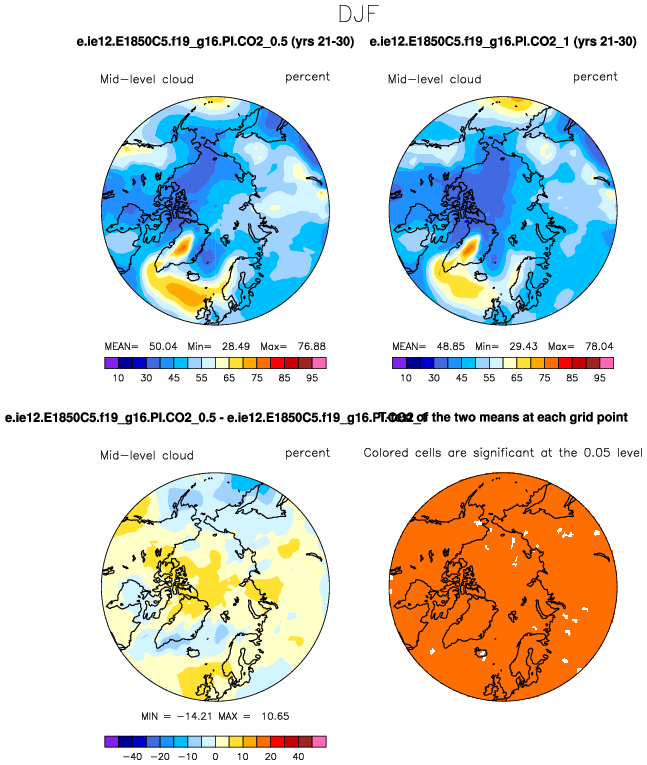 DJF
e.ie12.E1850C5.f19_g16.PI.CO2_0.5 (yrs 21-30)
e.ie12.E1850C5.f19_g16.PI.CO2_1 (yrs 21-30)
Mid-level cloud percent
Mid-level cloud percent
MEAN= 50.04 Min= 28.49 Max= 76.88
MEAN= 48.85 Min= 29.43 Max= 78.04
10 30 45 55 65 75 85 95
10 30 45 55 65 75 85 95
e.ie12.E1850C5.f19_g16.PI.CO2_0.5 - e.ie12.E1850C5.f19_g16.PI.CO2_1
T-test of the two means at each grid point
Mid-level cloud percent
Colored cells are significant at the 0.05 level
MIN = -14.21 MAX = 10.65
-40 -20 -10 0 10 20 40